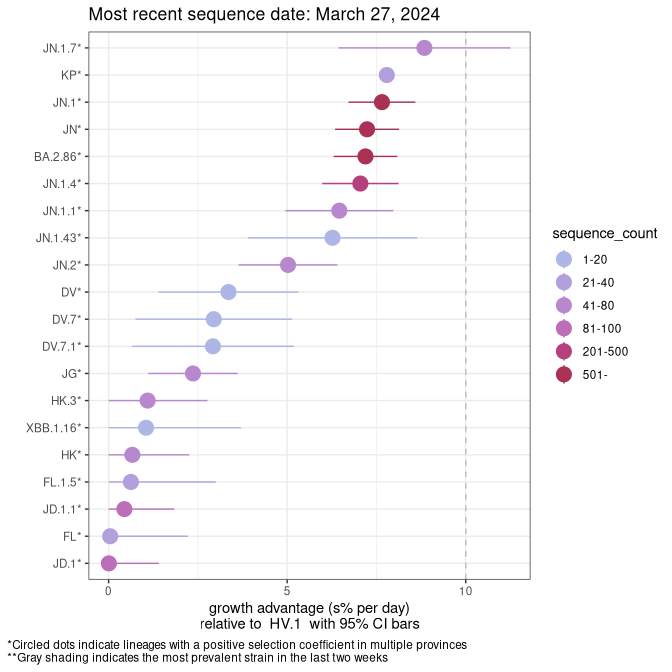 Most recent sequence date: March 27, 2024
JN.1.7*
KP*
JN.1*
JN*
BA.2.86*
JN.1.4*
JN.1.1*
JN.1.43*
JN.2*
DV*
DV.7*
DV.7.1*
JG*
HK.3*
XBB.1.16*
HK*
FL.1.5*
JD.1.1*
FL*
JD.1*
0 5 10
growth advantage (s% per day)
relative to HV.1 with 95% CI bars
sequence_count
1-20
21-40
41-80
81-100
201-500
501-
*Circled dots indicate lineages with a positive selection coefficient in multiple provinces
**Gray shading indicates the most prevalent strain in the last two weeks